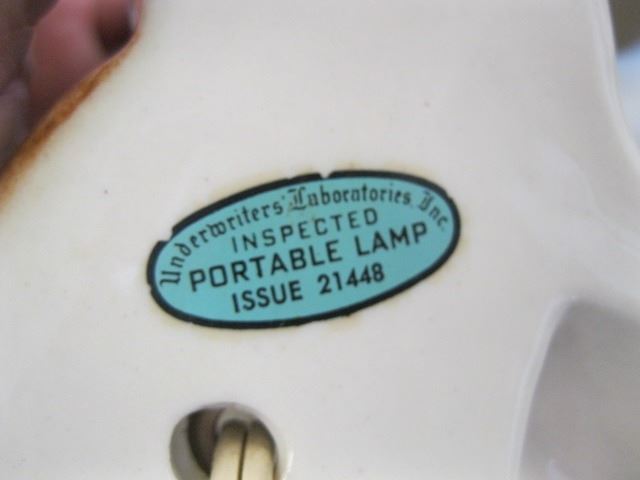 Underwriters' Laboratories, Inc.
INSPECTED
PORTABLE LAMP
ISSUE 21448